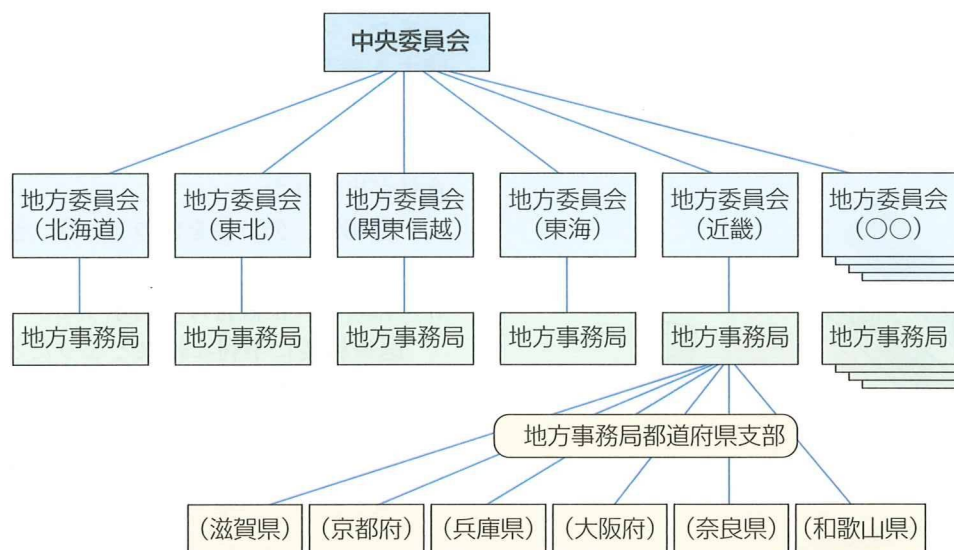 中央委員会
地方委員会
(北海道)
地方委員会
(東北)
地方委員会
(関東信越)
地方委員会
(東海)
地方委員会
(近畿)
地方委員会
(○○)
地方事務局
地方事務局
地方事務局
地方事務局
地方事務局
地方事務局
地方事務局都道府県支部
(滋賀県)
(京都府)
(兵庫県)
(大阪府)
(奈良県)
(和歌山県)